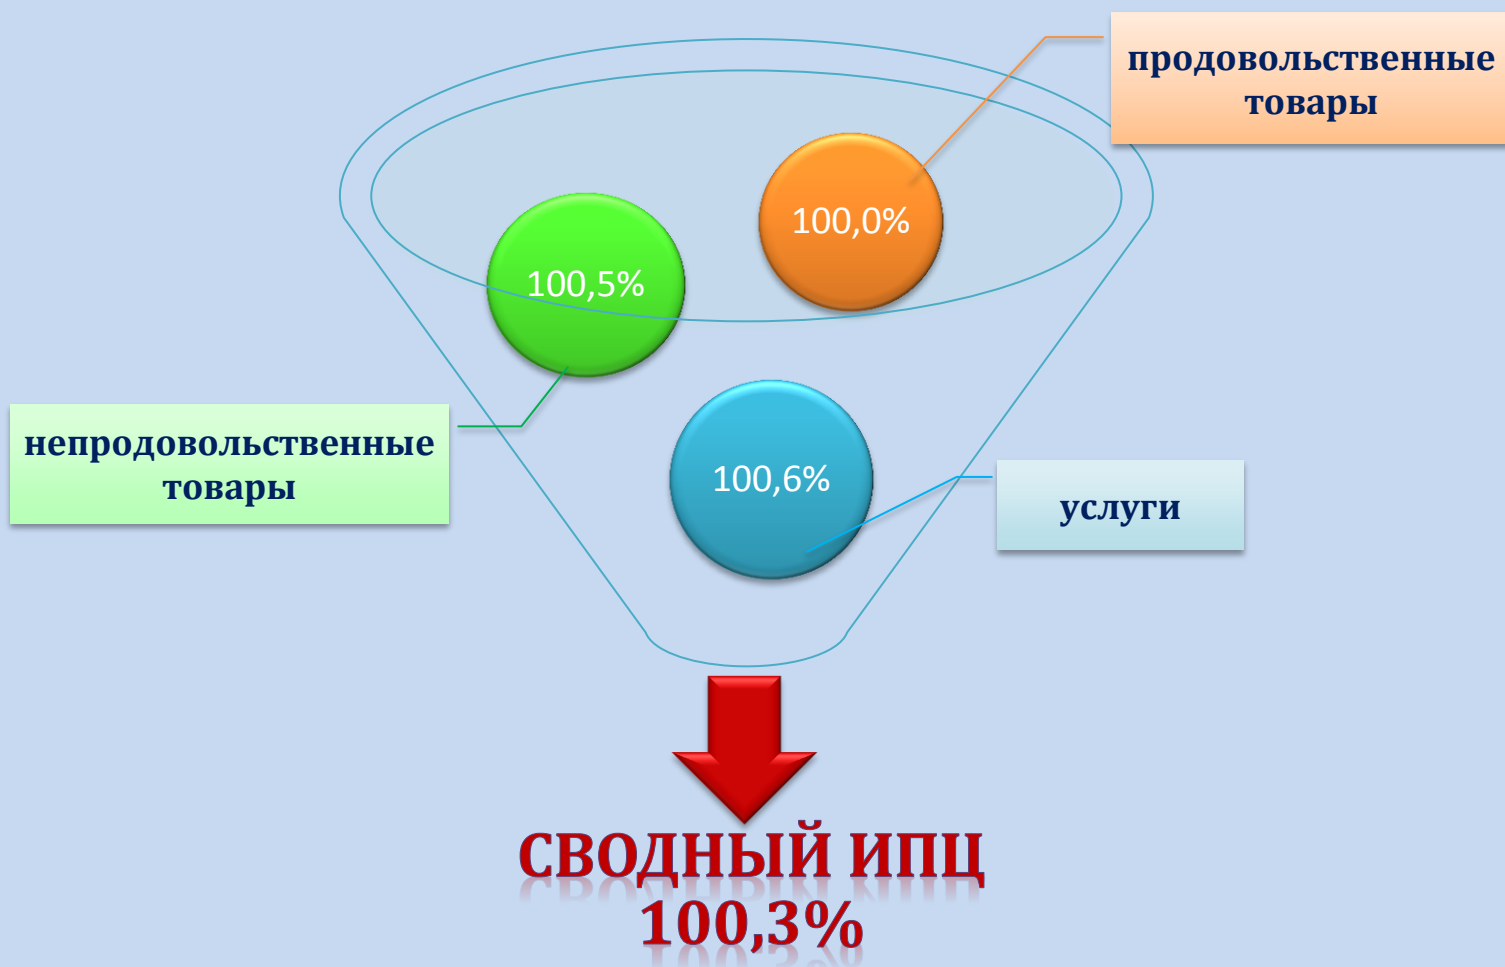 продовольственные
товары
100,0%
100,5%
непродовольственные
товары
100,6%
услуги
СВОДНЫЙ ИПЦ
100,3%